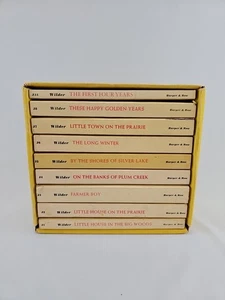 Wilder THE FIRST FOUR YEARS Harper & Row
Wilder THESE HAPPY GOLDEN YEARS Harper & Row
Wilder LITTLE TOWN ON THE PRAIRIE Harper & Row
Wilder THE LONG WINTER Harper & Row
Wilder BY THE SHORES OF SILVER LAKE Harper & Row
Wilder ON THE BANKS OF PLUM CREEK Harper & Row
Wilder FARMER BOY Harper & Row
Wilder LITTLE HOUSE ON THE PRAIRIE Harper & Row
Wilder LITTLE HOUSE IN THE BIG WOODS Harper & Row